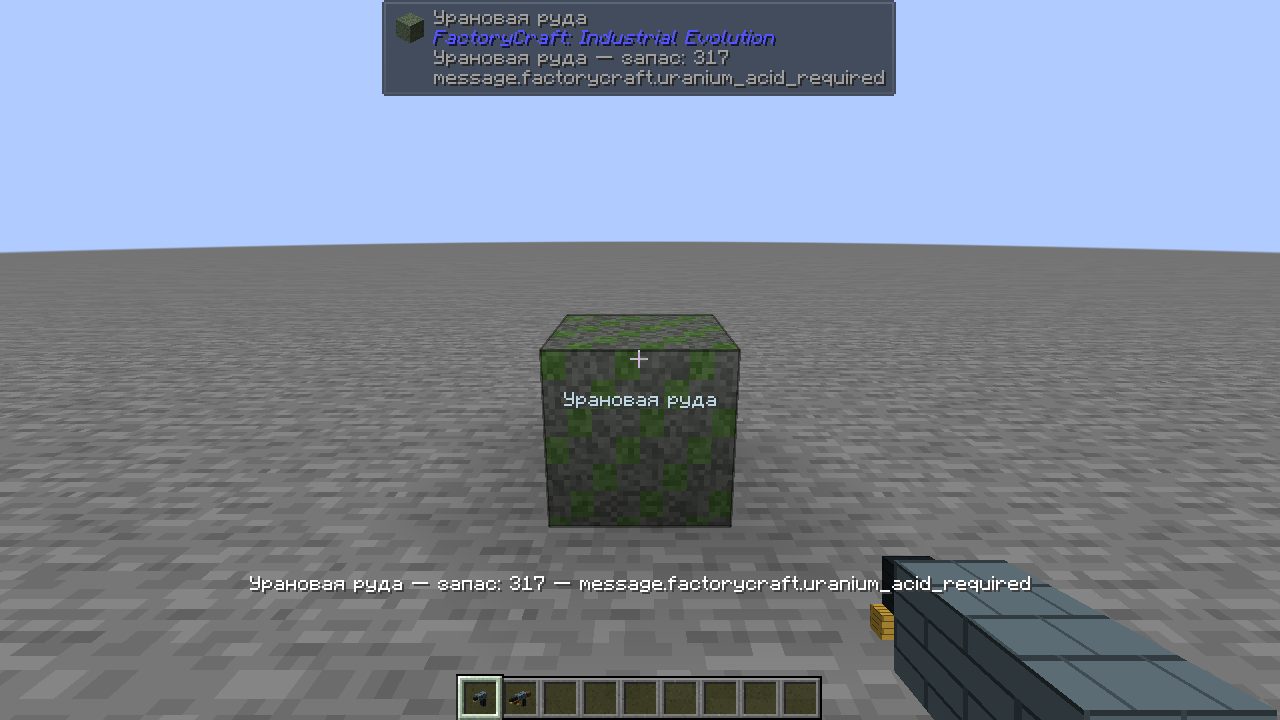 Урановая руда
FactoryCraft: Industrial Evolution
Урановая руда — запас: 317
message.factorycraft.uranium_acid_required
Урановая руда
Урановая руда — запас: 317 — message.factorycraft.uranium_acid_required